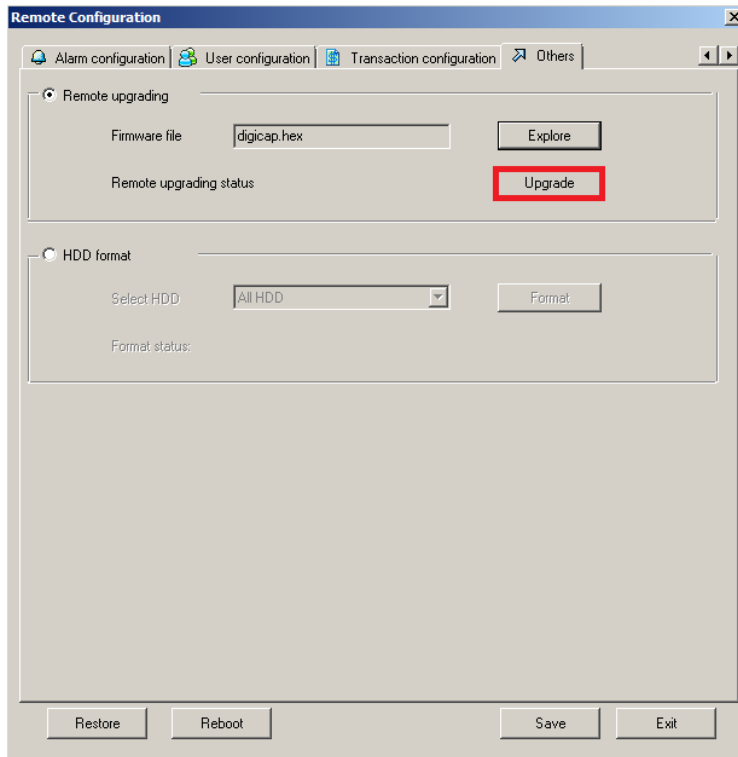 Remote Configuration
Alarm configuration User configuration Transaction configuration Others
Remote upgrading
Firmware file digicap.hex Explore
Remote upgrading status Upgrade
HDD format
Select HDD All HDD Format
Format status:
Restore Reboot Save Exit